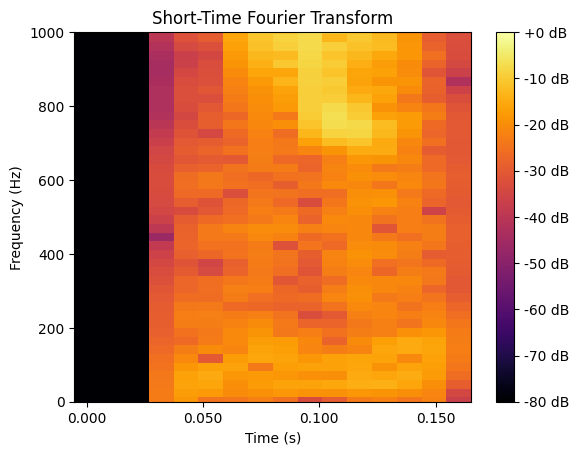 Short-Time Fourier Transform
1000
800
600
400
200
0
Frequency (Hz)
0.000
0.050
0.100
0.150
Time (s)
+0 dB
-10 dB
-20 dB
-30 dB
-40 dB
-50 dB
-60 dB
-70 dB
-80 dB